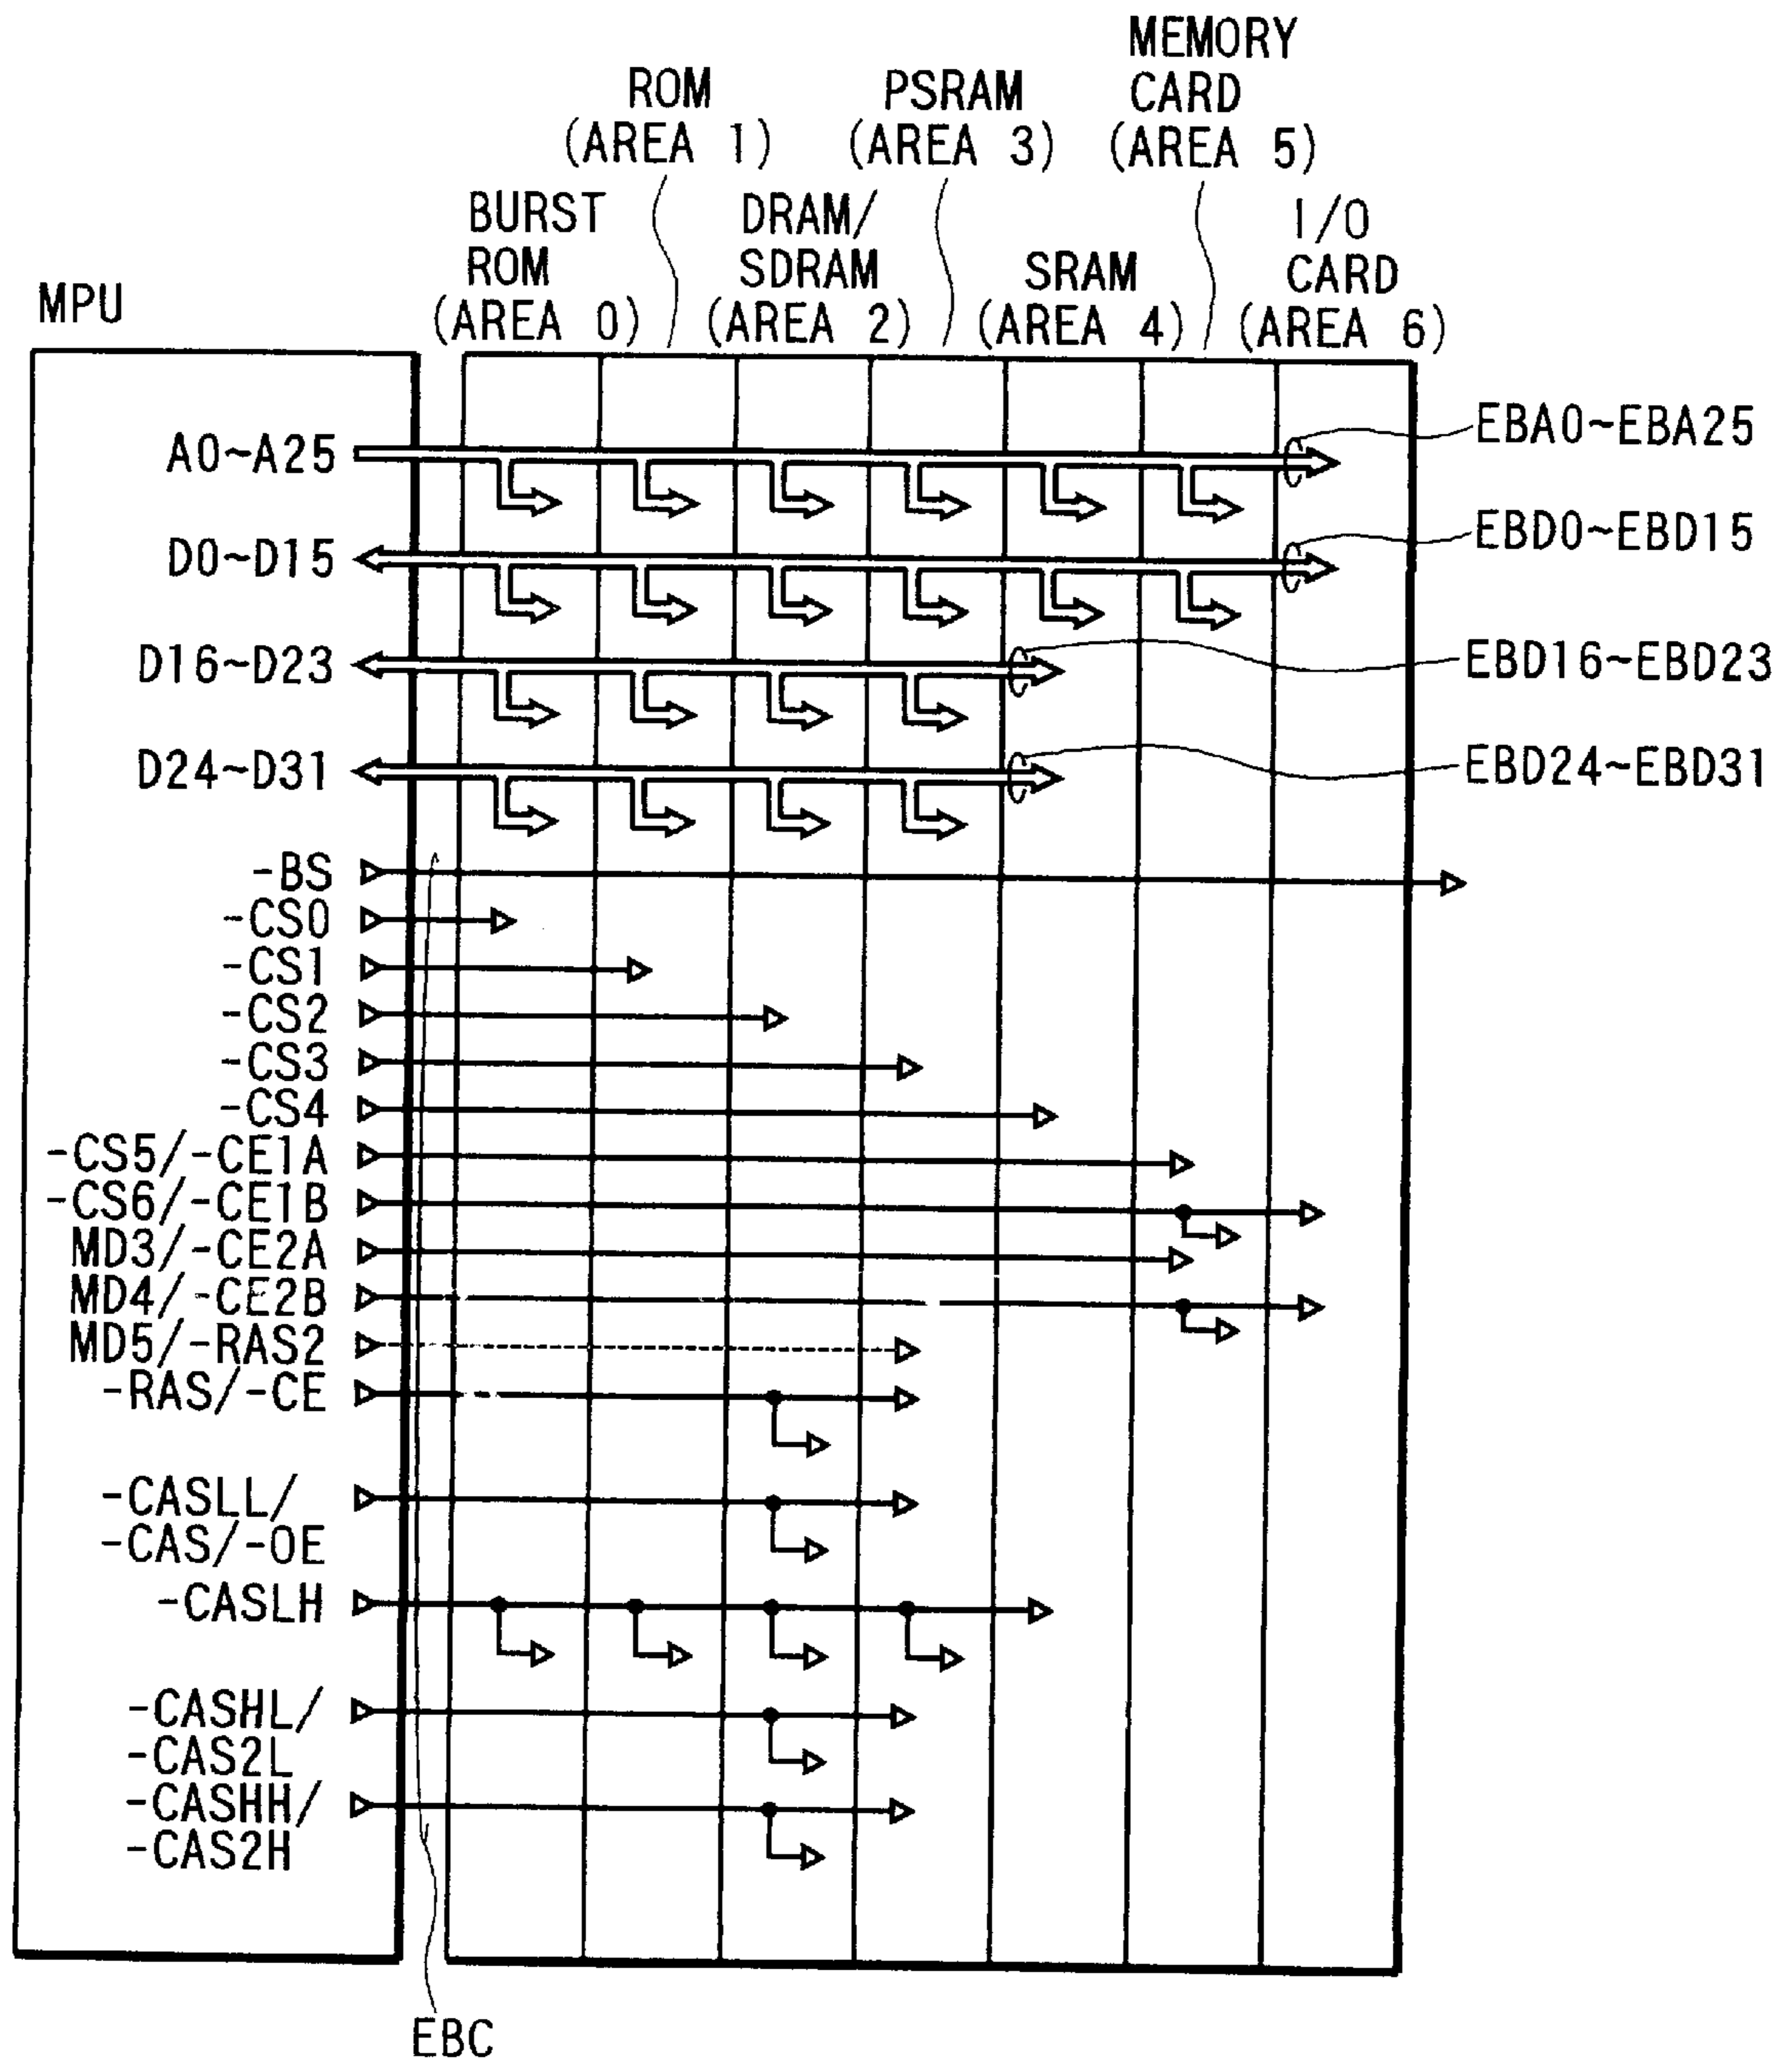 MEMORY
CARD
(AREA 5)
ROM
(AREA 1)
PSRAM
(AREA 3)
BURST
ROM
(AREA 0)
DRAM/
SDRAM
(AREA 2)
SRAM
(AREA 4)
I/O
CARD
(AREA 6)
MPU
A0~A25
EBA0~EBA25
D0~D15
EBD0~EBD15
D16~D23
EBD16~EBD23
D24~D31
EBD24~EBD31
-BS
-CS0
-CS1
-CS2
-CS3
-CS4
-CS5/-CE1A
-CS6/-CE1B
MD3/-CE2A
MD4/-CE2B
MD5/-RAS2
-RAS/-CE
-CASLL/
-CAS/-OE
-CASLH
-CASHL/
-CAS2L
-CASHH/
-CAS2H
EBC